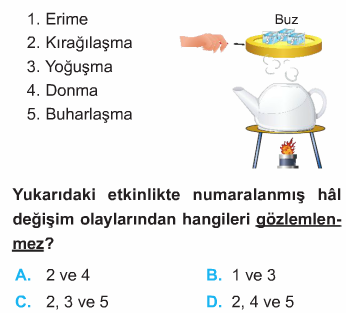 1. Erime
2. Kırağılaşma
3. Yoğuşma
4. Donma
5. Buharlaşma
Buz
Yukarıdaki etkinlikte numaralanmış hâl
değişim olaylarından hangileri gözlemlen-
mez?
A. 2 ve 4
B. 1 ve 3
C. 2, 3 ve 5
D. 2, 4 ve 5